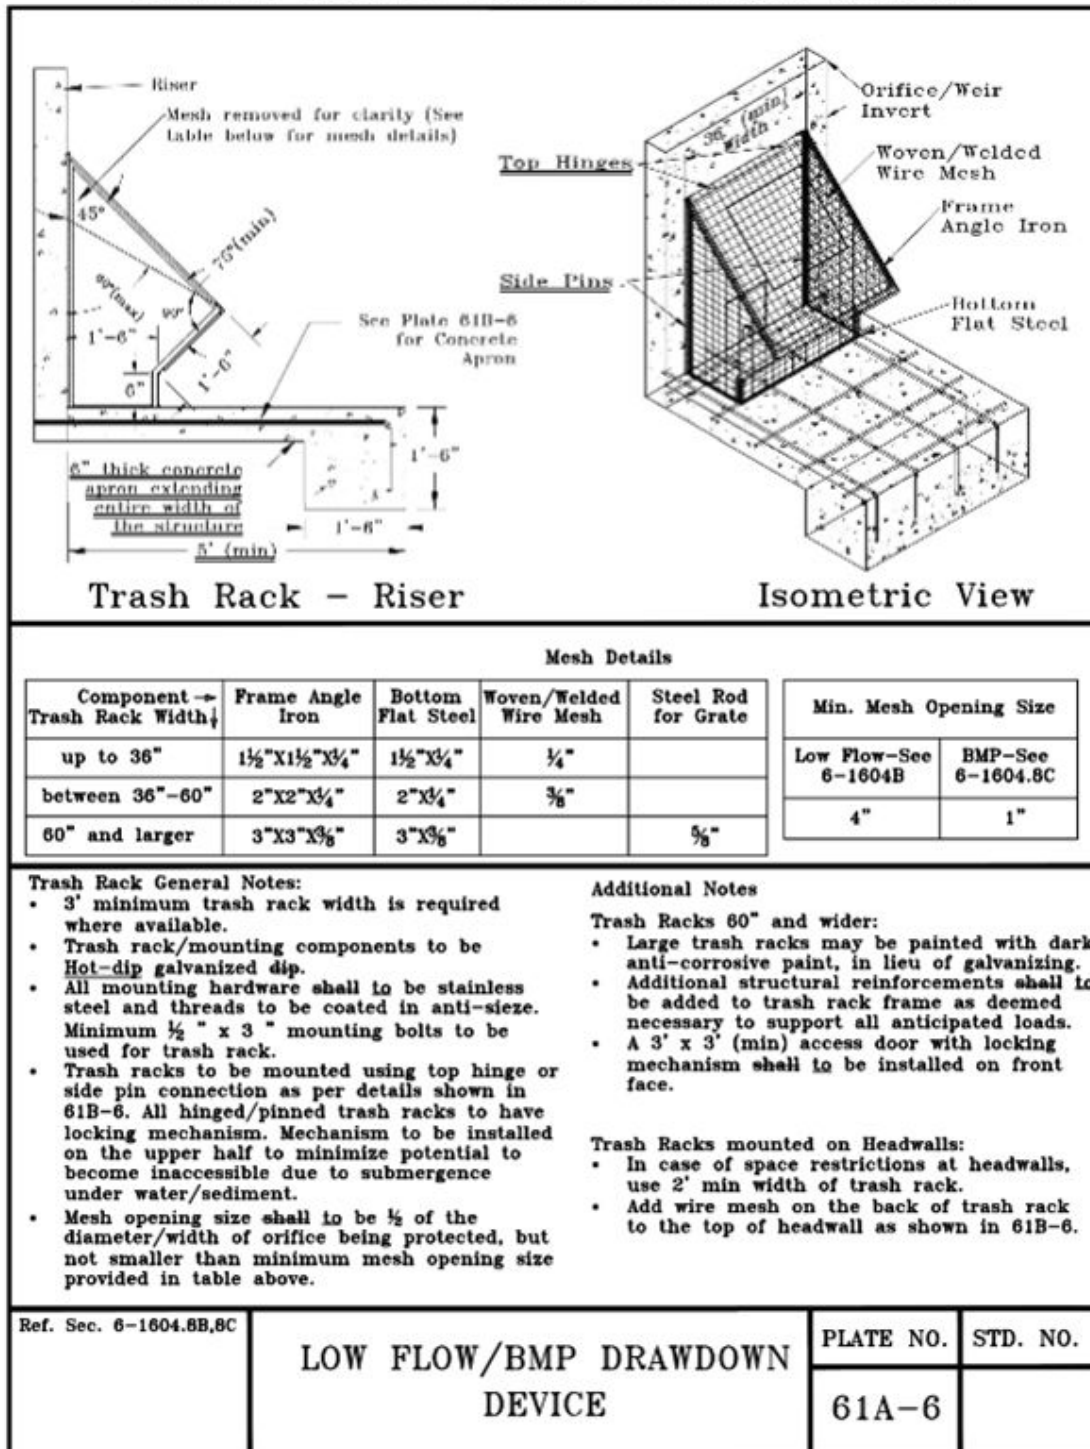 Riser
Mesh removed for clarity (See
table below for mesh details)
45°
75°(min)
60°(max)
90°
1'-6"
1'-6"
6"
See Plate 61B-6
for Concrete
Apron
1'-6"
6" thick concrete
apron extending
entire width of
the structure
1'-6"
5' (min)
Trash Rack - Riser
Orifice/Weir
Invert
36" (min)
Width
Top Hinges
Woven/Welded
Wire Mesh
Frame
Angle Iron
Side Pins
Bottom
Flat Steel
Isometric View
Mesh Details
Component → Frame Angle Bottom Woven/Welded Steel Rod
Trash Rack Width↓ Iron Flat Steel Wire Mesh for Grate
up to 36" 1½"X1½"X¼" 1½"X¼" ¼"
between 36"-60" 2"X2"X¼" 2"X¼" ⅜"
60" and larger 3"X3"X⅜" 3"X⅜" ⅝"
Min. Mesh Opening Size
Low Flow-See BMP-See
6-1604B 6-1604.8C
4" 1"
Trash Rack General Notes:
• 3' minimum trash rack width is required
where available.
• Trash rack/mounting components to be
Hot-dip galvanized dip.
• All mounting hardware shall to be stainless
steel and threads to be coated in anti-sieze.
Minimum ½ " x 3 " mounting bolts to be
used for trash rack.
• Trash racks to be mounted using top hinge or
side pin connection as per details shown in
61B-6. All hinged/pinned trash racks to have
locking mechanism. Mechanism to be installed
on the upper half to minimize potential to
become inaccessible due to submergence
under water/sediment.
• Mesh opening size shall to be ½ of the
diameter/width of orifice being protected, but
not smaller than minimum mesh opening size
provided in table above.
Additional Notes
Trash Racks 60" and wider:
• Large trash racks may be painted with dark
anti-corrosive paint, in lieu of galvanizing.
• Additional structural reinforcements shall to
be added to trash rack frame as deemed
necessary to support all anticipated loads.
• A 3' x 3' (min) access door with locking
mechanism shall to be installed on front
face.
Trash Racks mounted on Headwalls:
• In case of space restrictions at headwalls,
use 2' min width of trash rack.
• Add wire mesh on the back of trash rack
to the top of headwall as shown in 61B-6.
Ref. Sec. 6-1604.8B,8C
LOW FLOW/BMP DRAWDOWN
DEVICE
PLATE NO. STD. NO.
61A-6